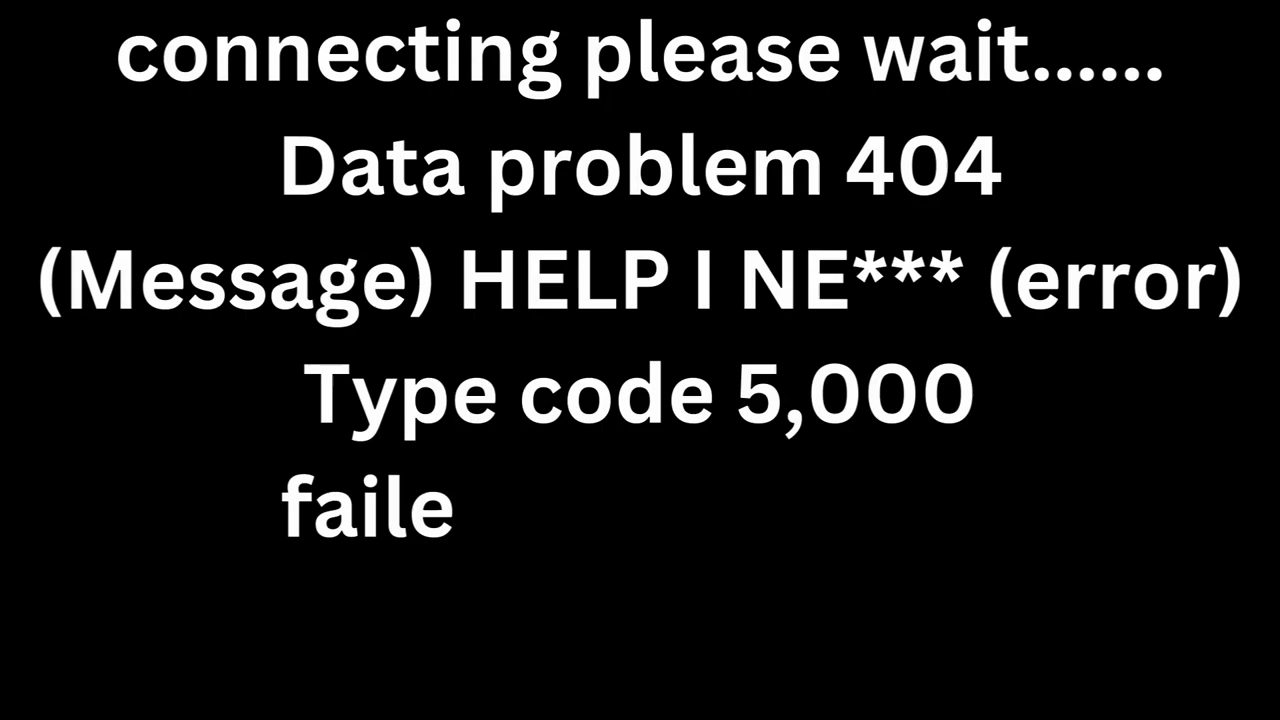 connecting please wait......
Data problem 404
(Message) HELP I NE*** (error)
Type code 5,000
faile